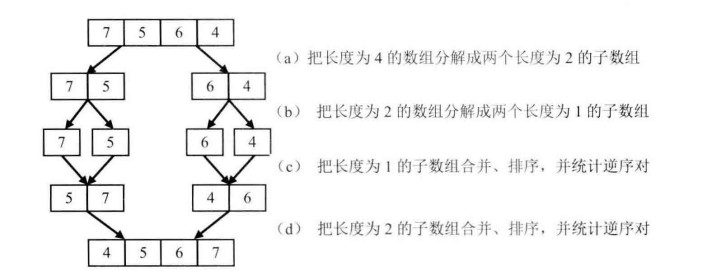 7 5 6 4
(a) 把长度为 4 的数组分解成两个长度为 2 的子数组
7 5 6 4
(b) 把长度为 2 的数组分解成两个长度为 1 的子数组
7 5 6 4
(c) 把长度为 1 的子数组合并、排序，并统计逆序对
5 7 4 6
(d) 把长度为 2 的子数组合并、排序，并统计逆序对
4 5 6 7